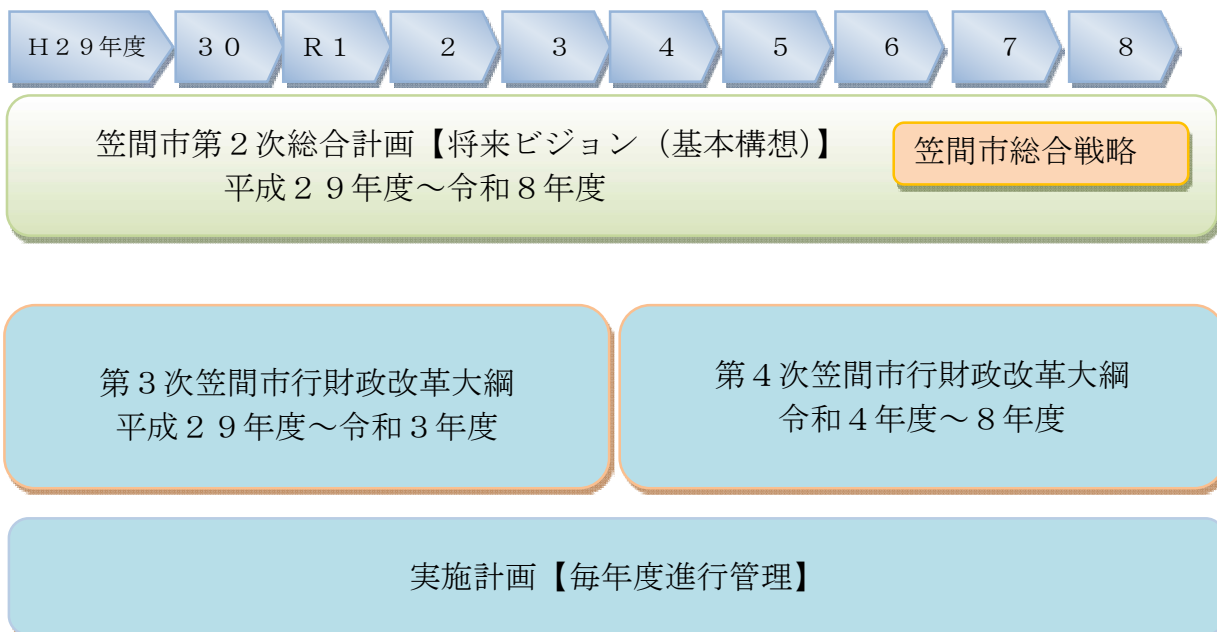 H29年度 30 R1 2 3 4 5 6 7 8
笠間市第2次総合計画【将来ビジョン（基本構想）】
平成29年度～令和8年度
笠間市総合戦略
第3次笠間市行財政改革大綱
平成29年度～令和3年度
第4次笠間市行財政改革大綱
令和4年度～8年度
実施計画【毎年度進行管理】